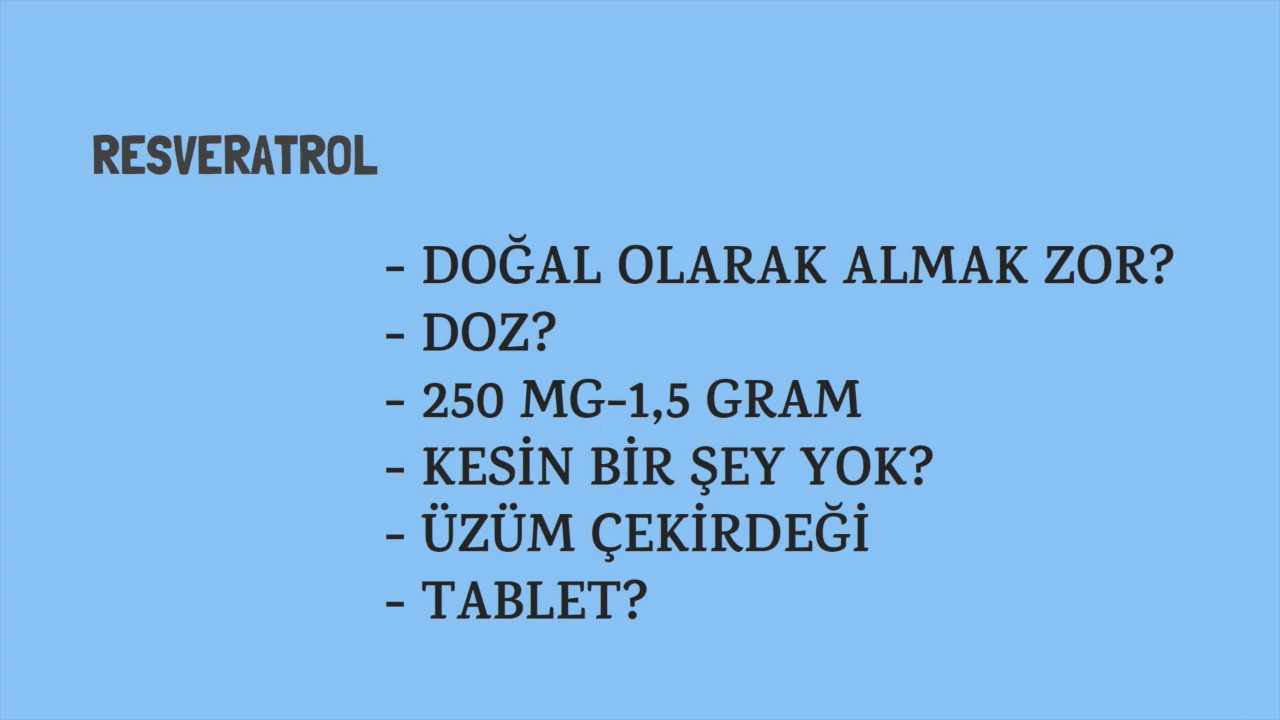 RESVERATROL
- DOĞAL OLARAK ALMAK ZOR?
- DOZ?
- 250 MG-1,5 GRAM
- KESİN BİR ŞEY YOK?
- ÜZÜM ÇEKİRDEĞİ
- TABLET?